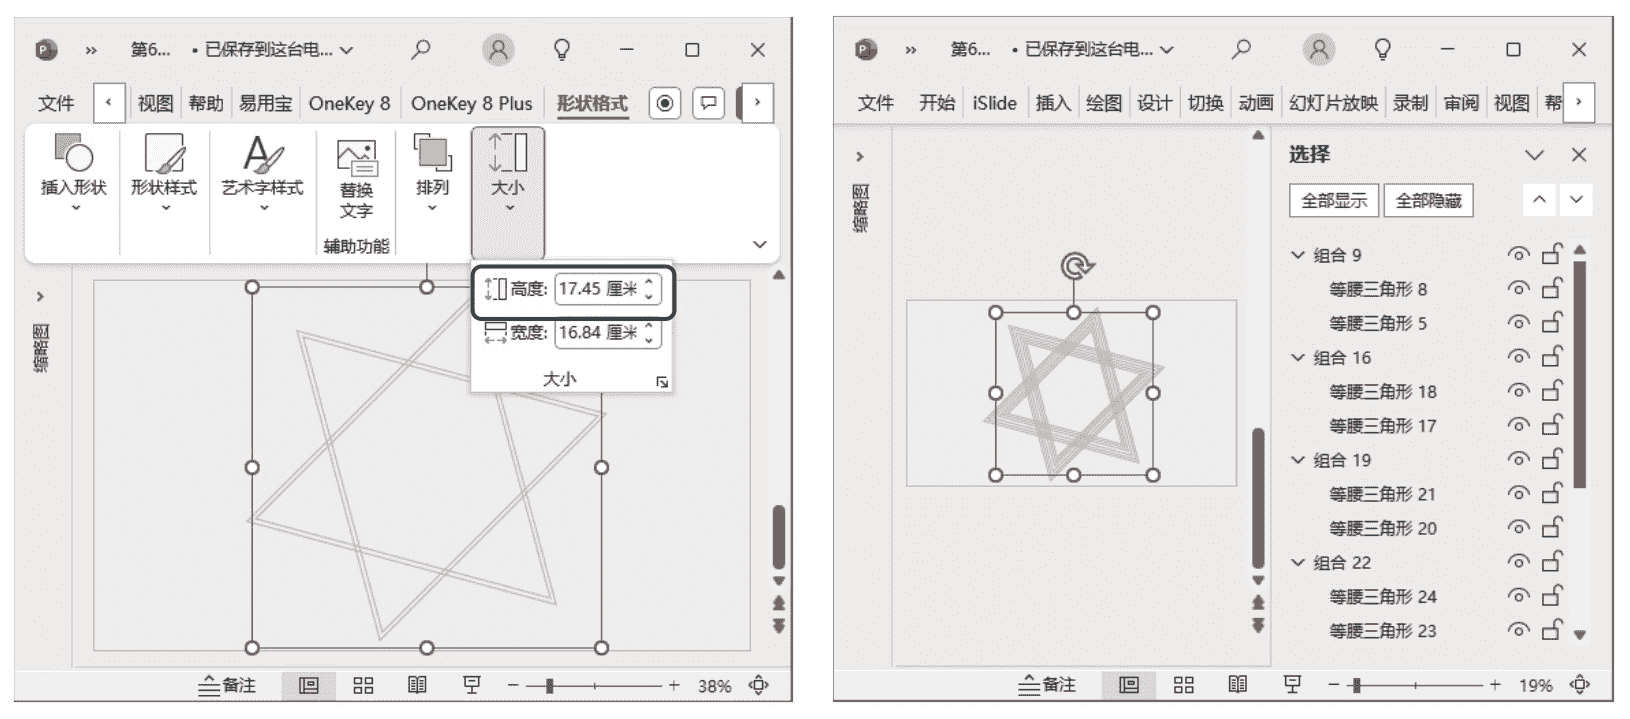 第6... • 已保存到这台电...
文件 视图 帮助 易用宝 OneKey 8 OneKey 8 Plus 形状格式
插入形状 形状样式 艺术字样式 替换文字 排列 大小
辅助功能
高度: 17.45 厘米
宽度: 16.84 厘米
大小
缩略图
备注 38%
第6... • 已保存到这台电...
文件 开始 iSlide 插入 绘图 设计 切换 动画 幻灯片放映 录制 审阅 视图 帮
缩略图
选择
全部显示 全部隐藏
组合 9
等腰三角形 8
等腰三角形 5
组合 16
等腰三角形 18
等腰三角形 17
组合 19
等腰三角形 21
等腰三角形 20
组合 22
等腰三角形 24
等腰三角形 23
备注 19%